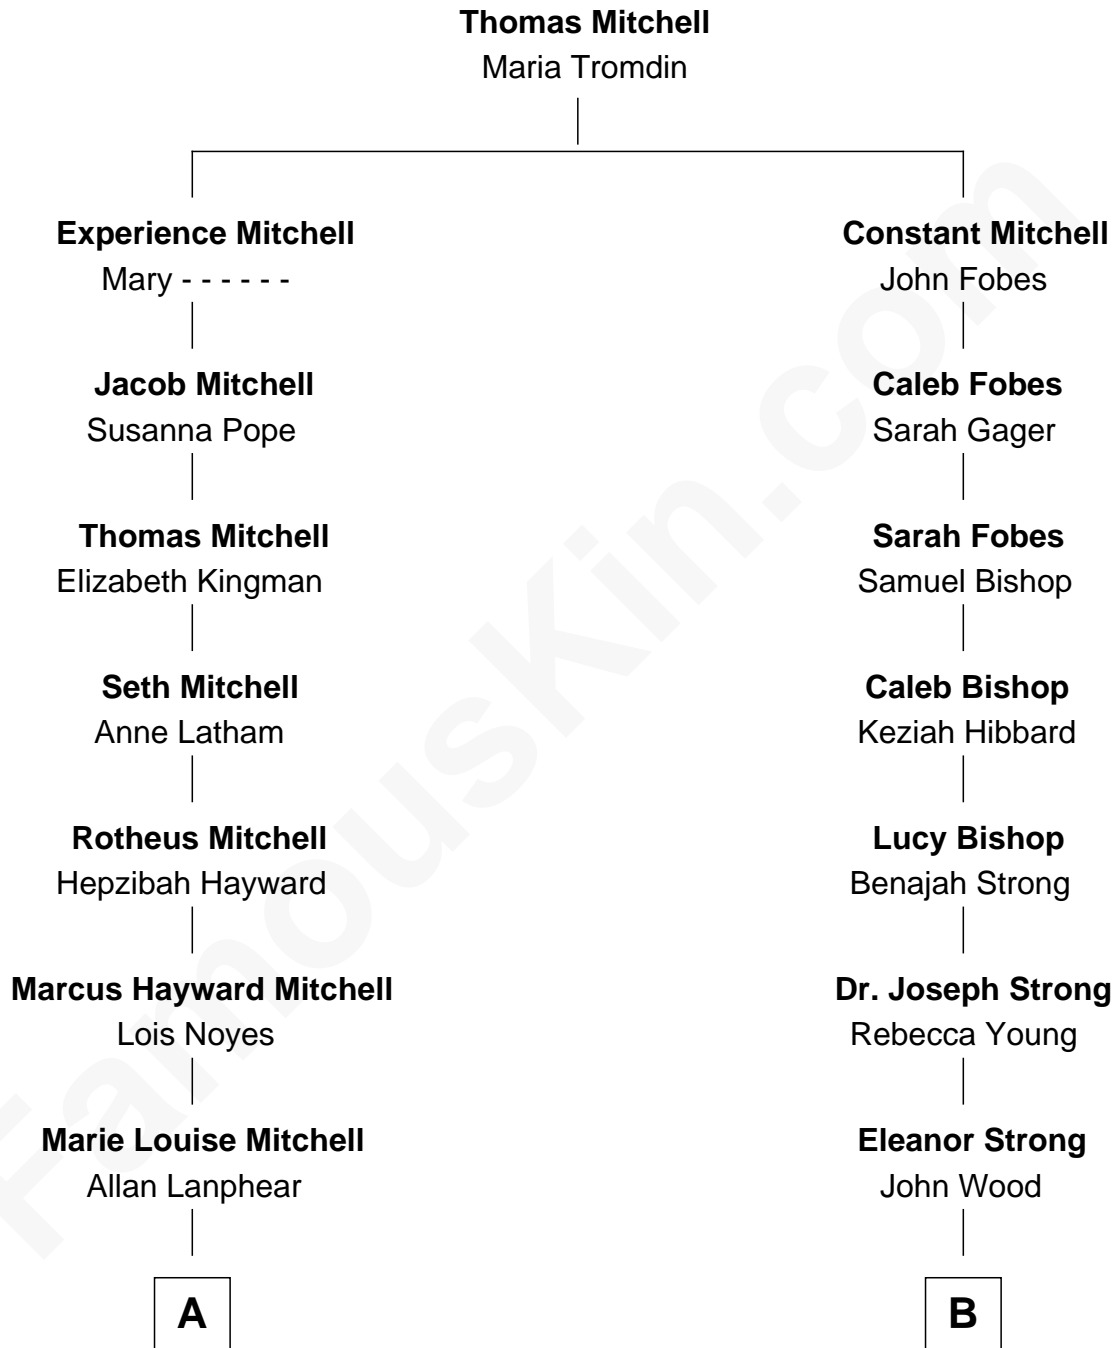 Thomas Mitchell
Maria Tromdin
Experience Mitchell
Mary - - - - - -
Constant Mitchell
John Fobes
Jacob Mitchell
Susanna Pope
Caleb Fobes
Sarah Gager
Thomas Mitchell
Elizabeth Kingman
Sarah Fobes
Samuel Bishop
Seth Mitchell
Anne Latham
Caleb Bishop
Keziah Hibbard
Rotheus Mitchell
Hepzibah Hayward
Lucy Bishop
Benajah Strong
Marcus Hayward Mitchell
Lois Noyes
Dr. Joseph Strong
Rebecca Young
Marie Louise Mitchell
Allan Lanphear
Eleanor Strong
John Wood
A
B
FamousKin.com